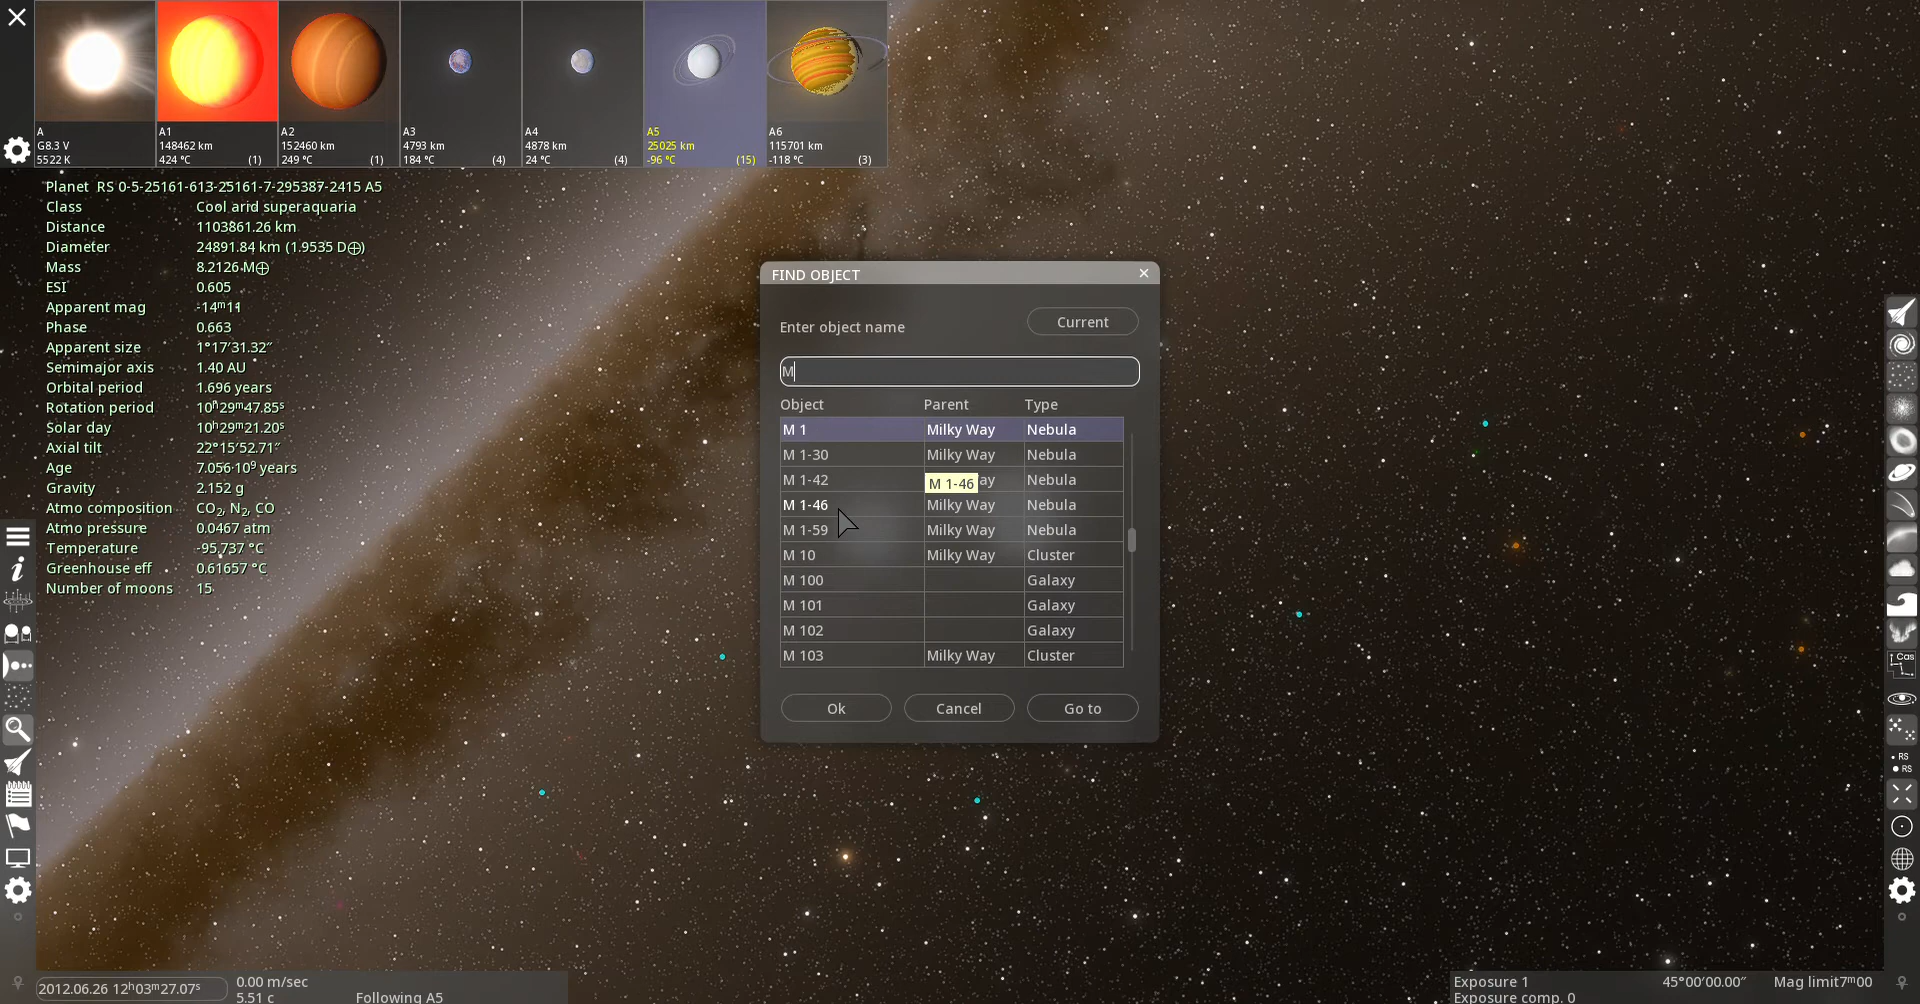 A
G8.3 V
5522 K
A1
148462 km
424 °C (1)
A2
152460 km
249 °C (1)
A3
4793 km
184 °C (4)
A4
4878 km
24 °C (4)
A5
25025 km
-96 °C (15)
A6
115701 km
-118 °C (3)
Planet RS 0-5-25161-613-25161-7-295387-2415 A5
Class Cool arid superaquaria
Distance 1103861.26 km
Diameter 24891.84 km (1.9535 D⊕)
Mass 8.2126 M⊕
ESI 0.605
Apparent mag -14ᵐ11
Phase 0.663
Apparent size 1°17′31.32″
Semimajor axis 1.40 AU
Orbital period 1.696 years
Rotation period 10ʰ29ᵐ47.85ˢ
Solar day 10ʰ29ᵐ21.20ˢ
Axial tilt 22°15′52.71″
Age 7.056·10⁹ years
Gravity 2.152 g
Atmo composition CO₂, N₂, CO
Atmo pressure 0.0467 atm
Temperature -95.737 °C
Greenhouse eff 0.61657 °C
Number of moons 15
FIND OBJECT
Enter object name Current
M
Object Parent Type
M 1 Milky Way Nebula
M 1-30 Milky Way Nebula
M 1-42 M 1-46 ay Nebula
M 1-46 Milky Way Nebula
M 1-59 Milky Way Nebula
M 10 Milky Way Cluster
M 100 Galaxy
M 101 Galaxy
M 102 Galaxy
M 103 Milky Way Cluster
Ok Cancel Go to
Cas
RS
RS
2012.06.26 12ʰ03ᵐ27.07ˢ
0.00 m/sec
5.51 c Following A5
Exposure 1 45°00′00.00″ Mag limit7ᵐ00
Exposure comp. 0